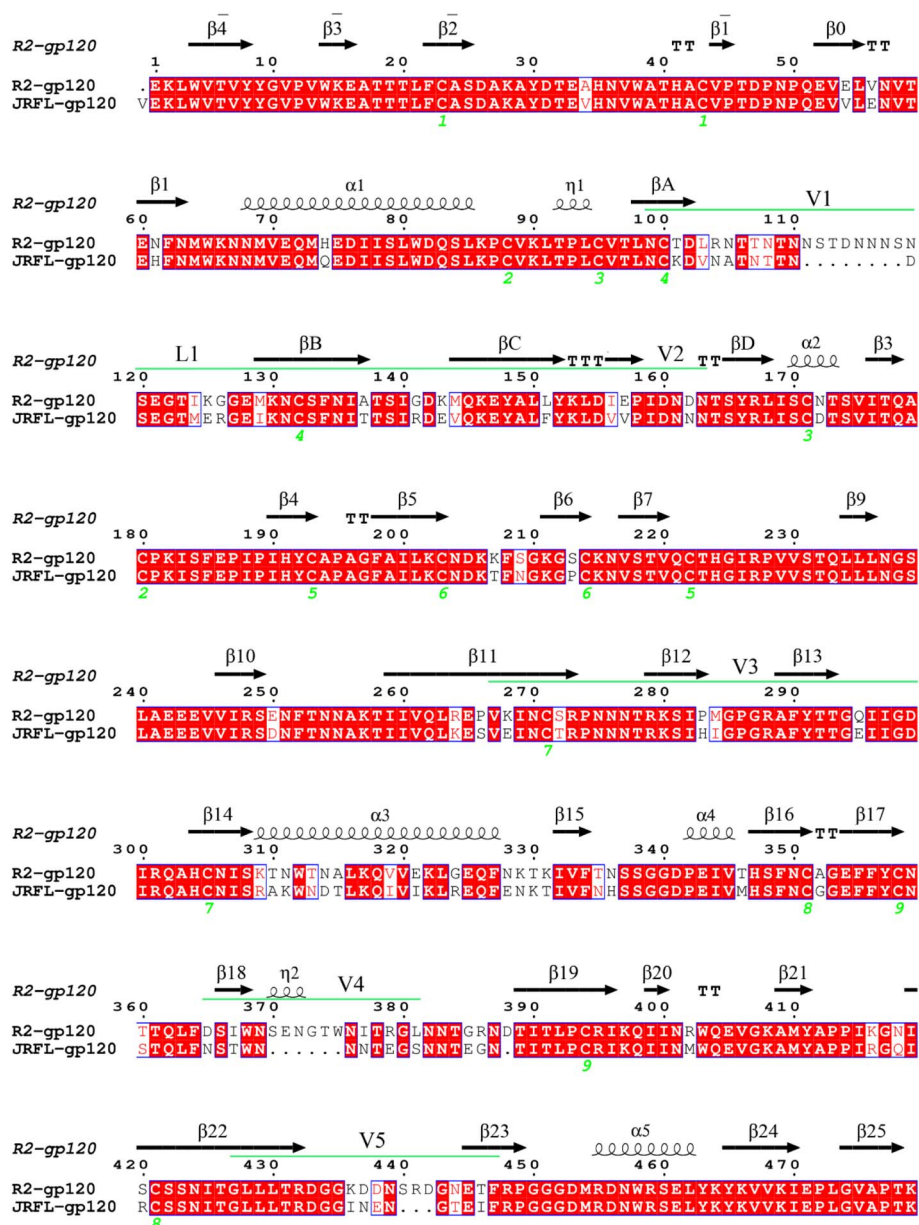 β4̅ β3̅ β2̅ β1̅ β0
R2-gp120 TT TT
1 10 20 30 40 50
R2-gp120 .EKLWVTVYYGVPVWKEATTTLFCASDAKAYDTEAHNVWATHACVPTDPNPQEVELVNVT
JRFL-gp120 VEKLWVTVYYGVPVWKEATTTLFCASDAKAYDTEVHNVWATHACVPTDPNPQEVVLENVT
1 1
β1 α1 η1 βA V1
R2-gp120
60 70 80 90 100 110
R2-gp120 ENFNMWKNNMVEQMHEDIISLWDQSLKPCVKLTPLCVTLNCTDLRNTTNTNNSTDNNNSN
JRFL-gp120 EHFNMWKNNMVEQMQEDIISLWDQSLKPCVKLTPLCVTLNCKDVNATNTTN........D
2 3 4
L1 βB βC V2 βD α2 β3
R2-gp120 TTT TT
120 130 140 150 160 170
R2-gp120 SEGTIKGGEMKNCSFNIATSIGDKMQKEYALLYKLDIEPIDNDNTSYRLISCNTSVITQA
JRFL-gp120 SEGTMERGEIKNCSFNITTSIRDEVQKEYALFYKLDVVPIDNNNTSYRLISCDTSVITQA
4 3
β4 β5 β6 β7 β9
R2-gp120 TT
180 190 200 210 220 230
R2-gp120 CPKISFEPIPIHYCAPAGFAILKCNDKKFSGKGSCKNVSTVQCTHGIRPVVSTQLLLNGS
JRFL-gp120 CPKISFEPIPIHYCAPAGFAILKCNDKTFNGKGPCKNVSTVQCTHGIRPVVSTQLLLNGS
2 5 6 6 5
β10 β11 β12 V3 β13
R2-gp120
240 250 260 270 280 290
R2-gp120 LAEEEVVIRSENFTNNAKTIIVQLREPVKINCSRPNNNTRKSIPMGPGRAFYTTGQIIGD
JRFL-gp120 LAEEEVVIRSDNFTNNAKTIIVQLKESVEINCTRPNNNTRKSIHIGPGRAFYTTGEIIGD
7
β14 α3 β15 α4 β16 β17
R2-gp120 TT
300 310 320 330 340 350
R2-gp120 IRQAHCNISKTNWTNALKQVVEKLGEQFNKTKIVFTNSSGGDPEIVTHSFNCAGEFFYCN
JRFL-gp120 IRQAHCNISRAKWNDTLKQIVIKLREQFENKTIVFNHSSGGDPEIVMHSFNCGGEFFYCN
7 8 9
β18 η2 V4 β19 β20 β21
R2-gp120 TT
360 370 380 390 400 410
R2-gp120 TTQLFDSIWNSENGTWNITRGLNNTGRNDTITLPCRIKQIINRWQEVGKAMYAPPIKGNI
JRFL-gp120 STQLFNSTWN......NNTEGSNNTEGN.TITLPCRIKQIINMWQEVGKAMYAPPIRGQI
9
β22 V5 β23 α5 β24 β25
R2-gp120
420 430 440 450 460 470
R2-gp120 SCSSNITGLLLTRDGGKDDNSRDGNETFRPGGGDMRDNWRSELYKYKVVKIEPLGVAPTK
JRFL-gp120 RCSSNITGLLLTRDGGINEN...GTEIFRPGGGDMRDNWRSELYKYKVVKIEPLGVAPTK
8